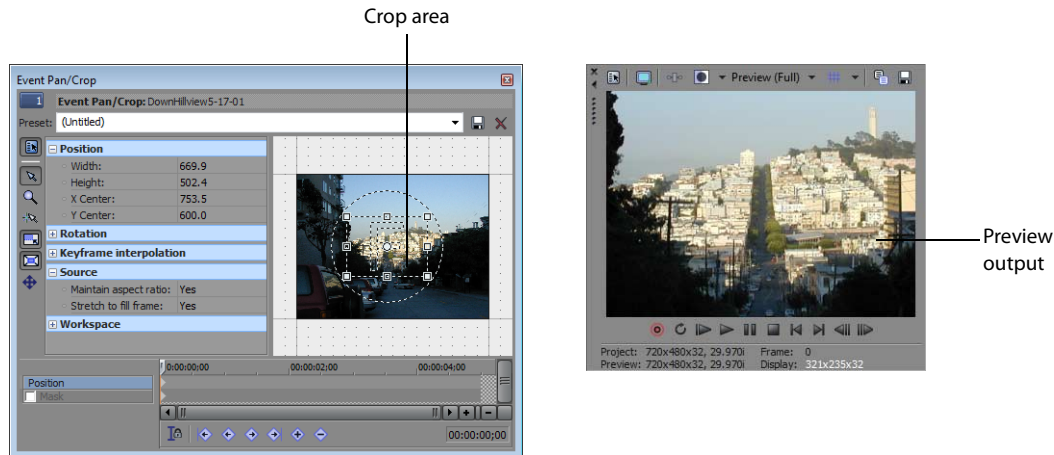 Crop area
Event Pan/Crop
1 Event Pan/Crop: DownHillview5-17-01
Preset: (Untitled)
Position
Width: 669.9
Height: 502.4
X Center: 753.5
Y Center: 600.0
Rotation
Keyframe interpolation
Source
Maintain aspect ratio: Yes
Stretch to fill frame: Yes
Workspace
0:00:00:00 00:00:02;00 00:00:04;00
Position
Mask
00:00:00;00
Preview (Full)
Preview
output
Project: 720x480x32, 29.970i Frame: 0
Preview: 720x480x32, 29.970i Display: 321x235x32